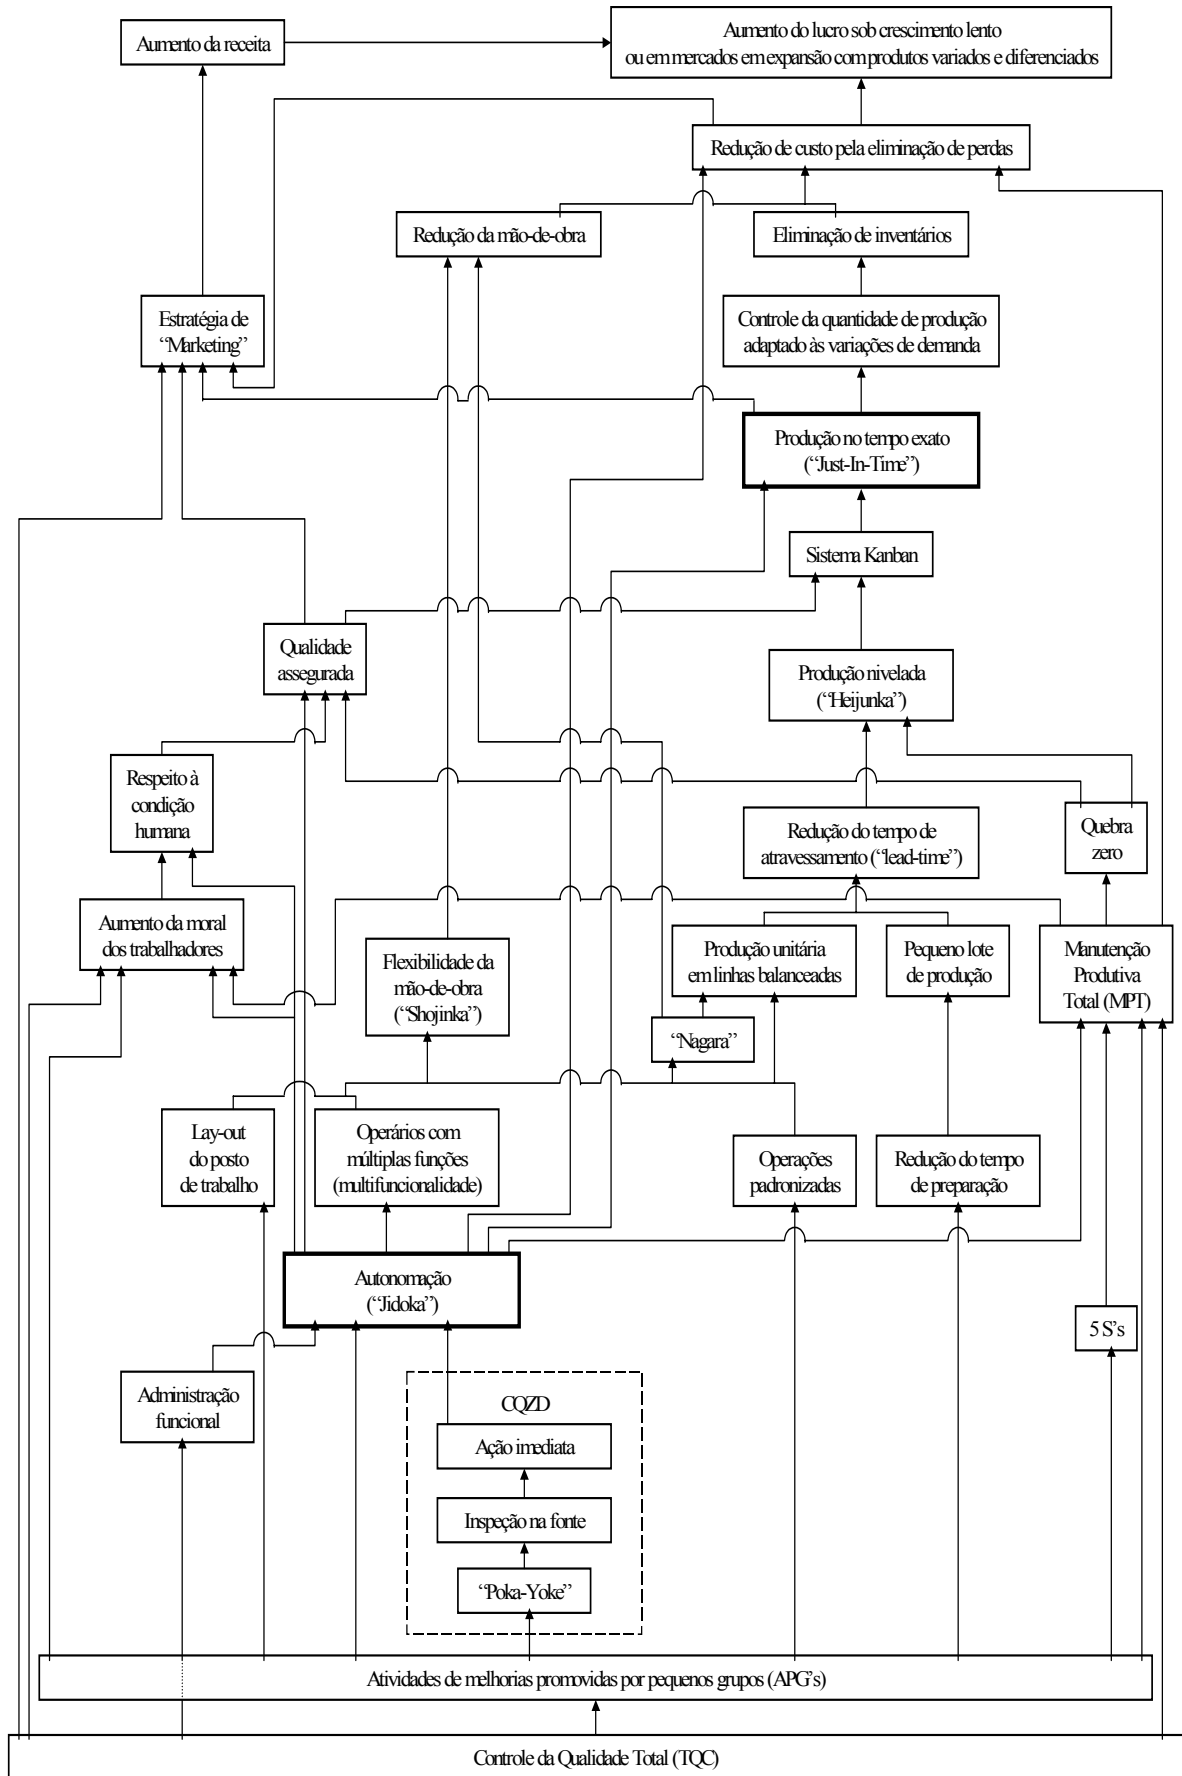 Aumento da receita
Aumento do lucro sob crescimento lento
ou em mercados em expansão com produtos variados e diferenciados
Redução de custo pela eliminação de perdas
Redução da mão-de-obra
Eliminação de inventários
Estratégia de
“Marketing”
Controle da quantidade de produção
adaptado às variações de demanda
Produção no tempo exato
(“Just-In-Time”)
Sistema Kanban
Qualidade
assegurada
Produção nivelada
(“Heijunka”)
Respeito à
condição
humana
Redução do tempo de
atravessamento (“lead-time”)
Quebra
zero
Aumento da moral
dos trabalhadores
Flexibilidade da
mão-de-obra
(“Shojinka”)
Produção unitária
em linhas balanceadas
Pequeno lote
de produção
Manutenção
Produtiva
Total (MPT)
“Nagara”
Lay-out
do posto
de trabalho
Operários com
múltiplas funções
(multifuncionalidade)
Operações
padronizadas
Redução do tempo
de preparação
Autonomação
(“Jidoka”)
5 S’s
Administração
funcional
CQZD
Ação imediata
Inspeção na fonte
“Poka-Yoke”
Atividades de melhorias promovidas por pequenos grupos (APG’s)
Controle da Qualidade Total (TQC)